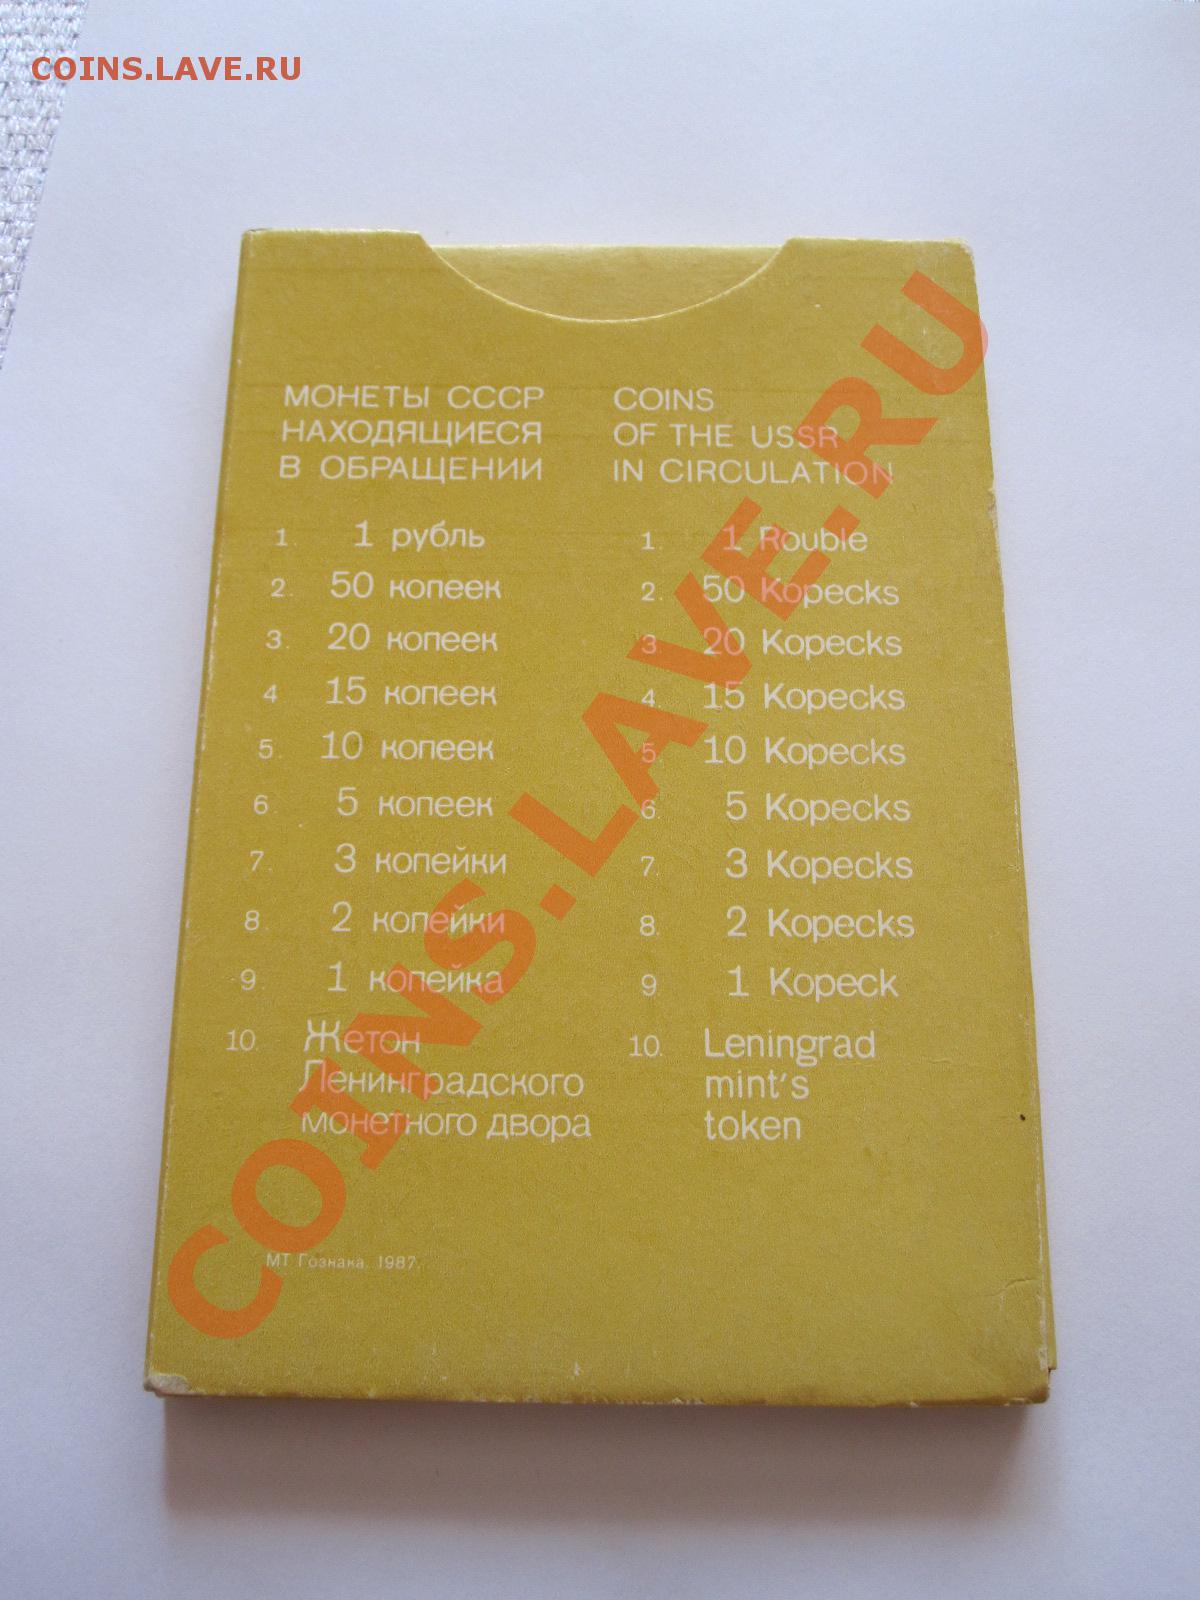 COINS.LAVE.RU
МОНЕТЫ СССР
НАХОДЯЩИЕСЯ
В ОБРАЩЕНИИ
1. 1 рубль
2. 50 копеек
3. 20 копеек
4 15 копеек
5. 10 копеек
6. 5 копеек
7. 3 копейки
8. 2 копейки
9. 1 копейка
10. Жетон
Ленинградского
монетного двора
COINS
OF THE USSR
IN CIRCULATION
1. 1 Rouble
2. 50 Kopecks
3. 20 Kopecks
4. 15 Kopecks
5. 10 Kopecks
6. 5 Kopecks
7. 3 Kopecks
8. 2 Kopecks
9 1 Kopeck
10. Leningrad
mint's
token
МТ Гознака. 1987.
COINS.LAVE.RU